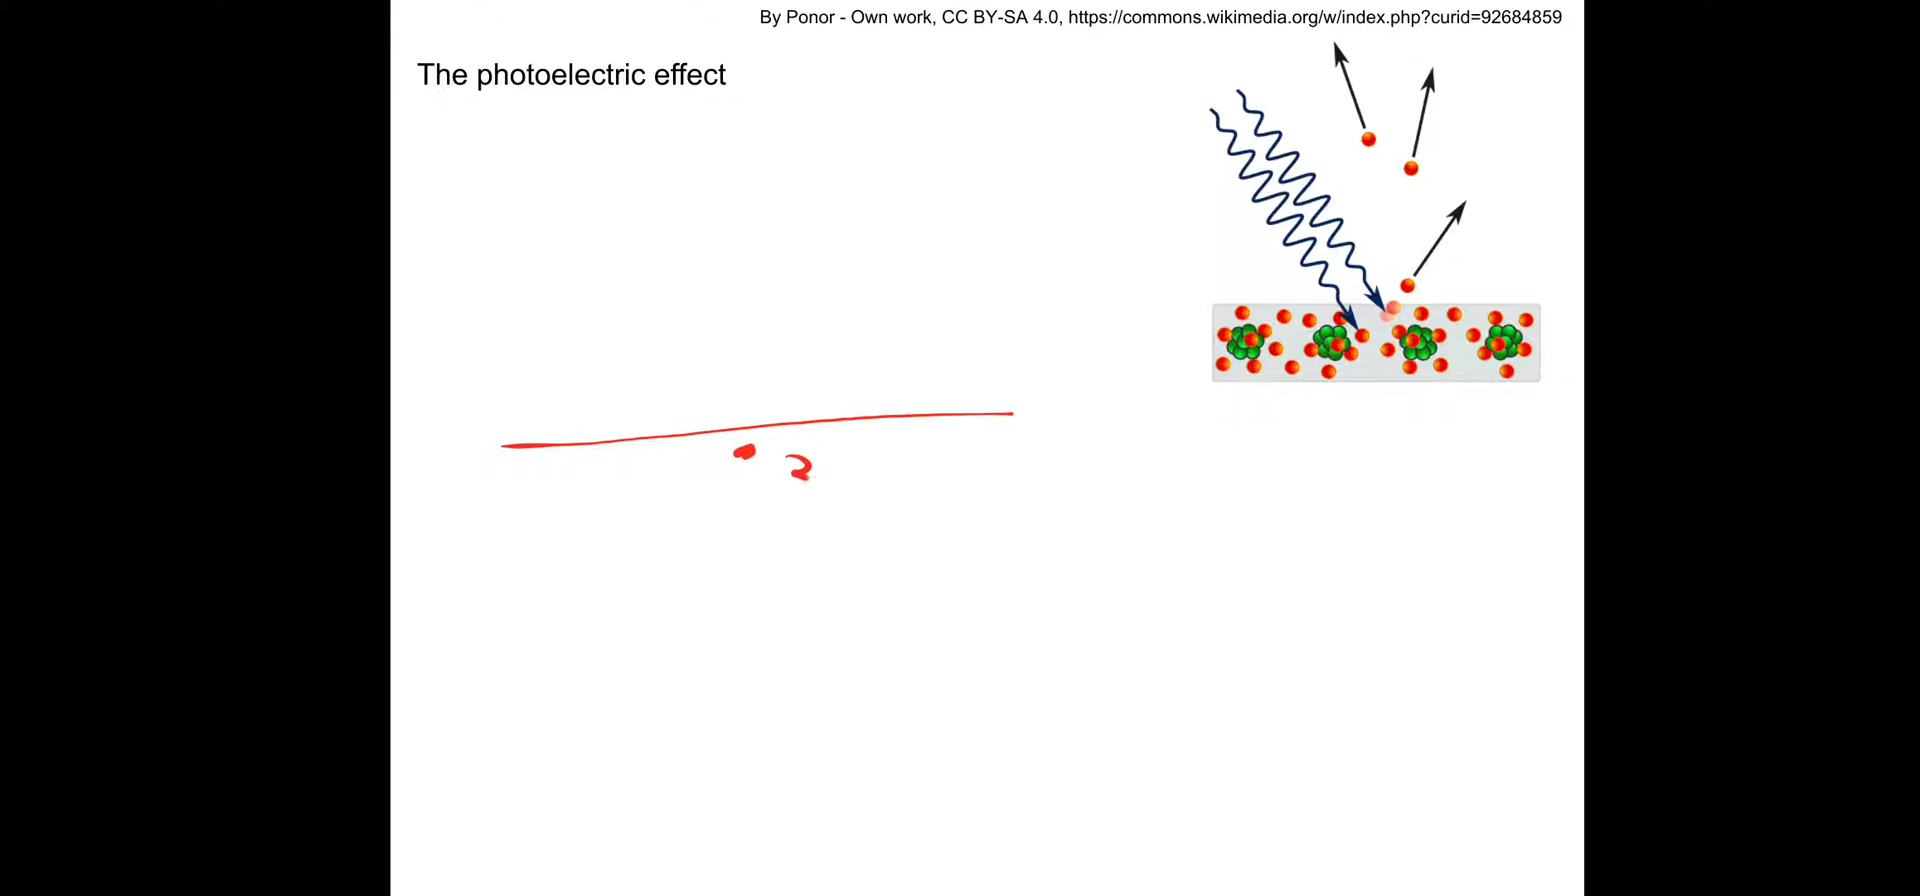 By Ponor - Own work, CC BY-SA 4.0, https://commons.wikimedia.org/w/index.php?curid=92684859
The photoelectric effect
2